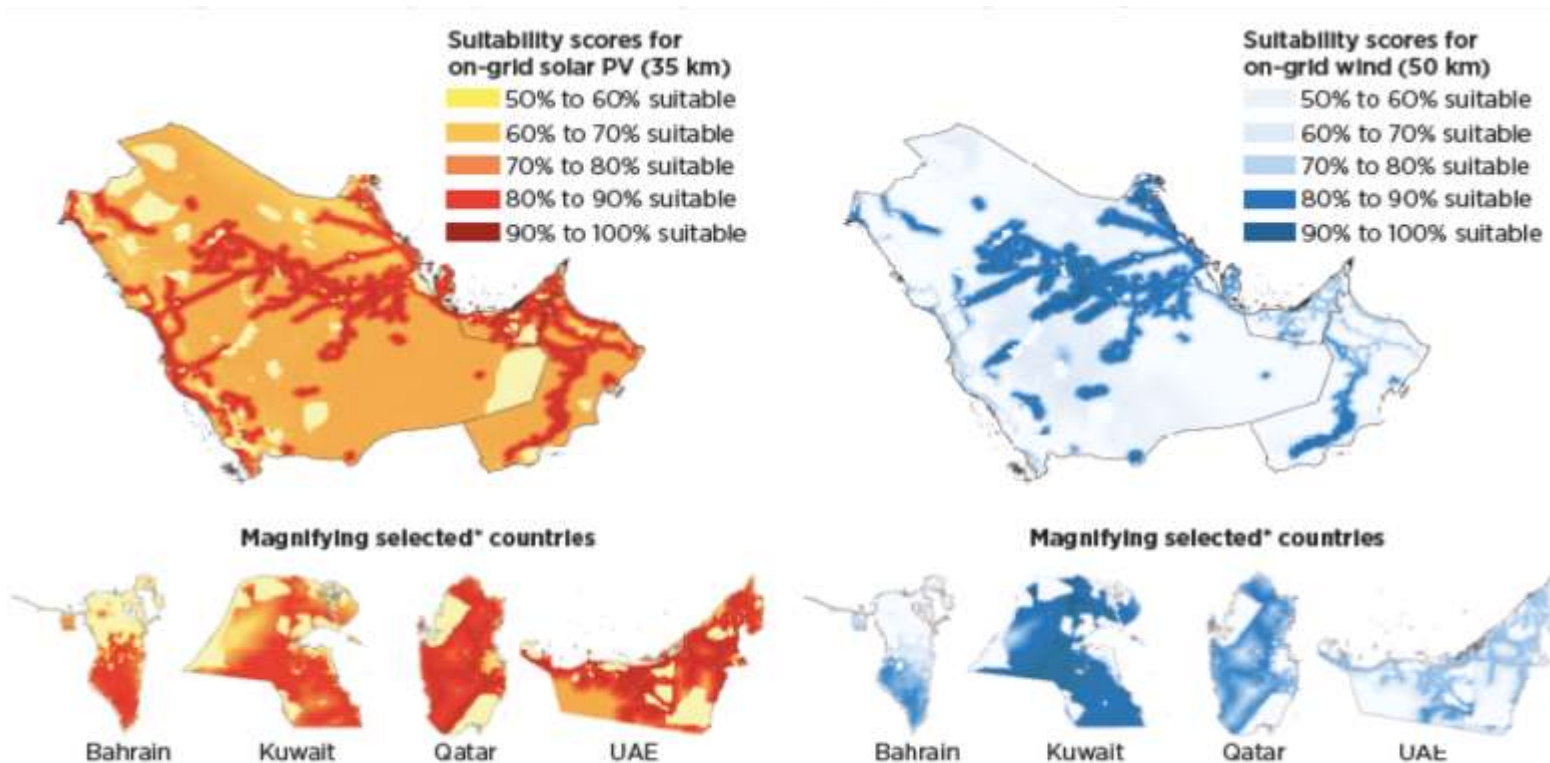 Suitability scores for
on-grid solar PV (35 km)
50% to 60% suitable
60% to 70% suitable
70% to 80% suitable
80% to 90% suitable
90% to 100% suitable
Suitability scores for
on-grid wind (50 km)
50% to 60% suitable
60% to 70% suitable
70% to 80% suitable
80% to 90% suitable
90% to 100% suitable
Magnifying selected* countries
Bahrain
Kuwait
Qatar
UAE
Magnifying selected* countries
Bahrain
Kuwait
Qatar
UAE